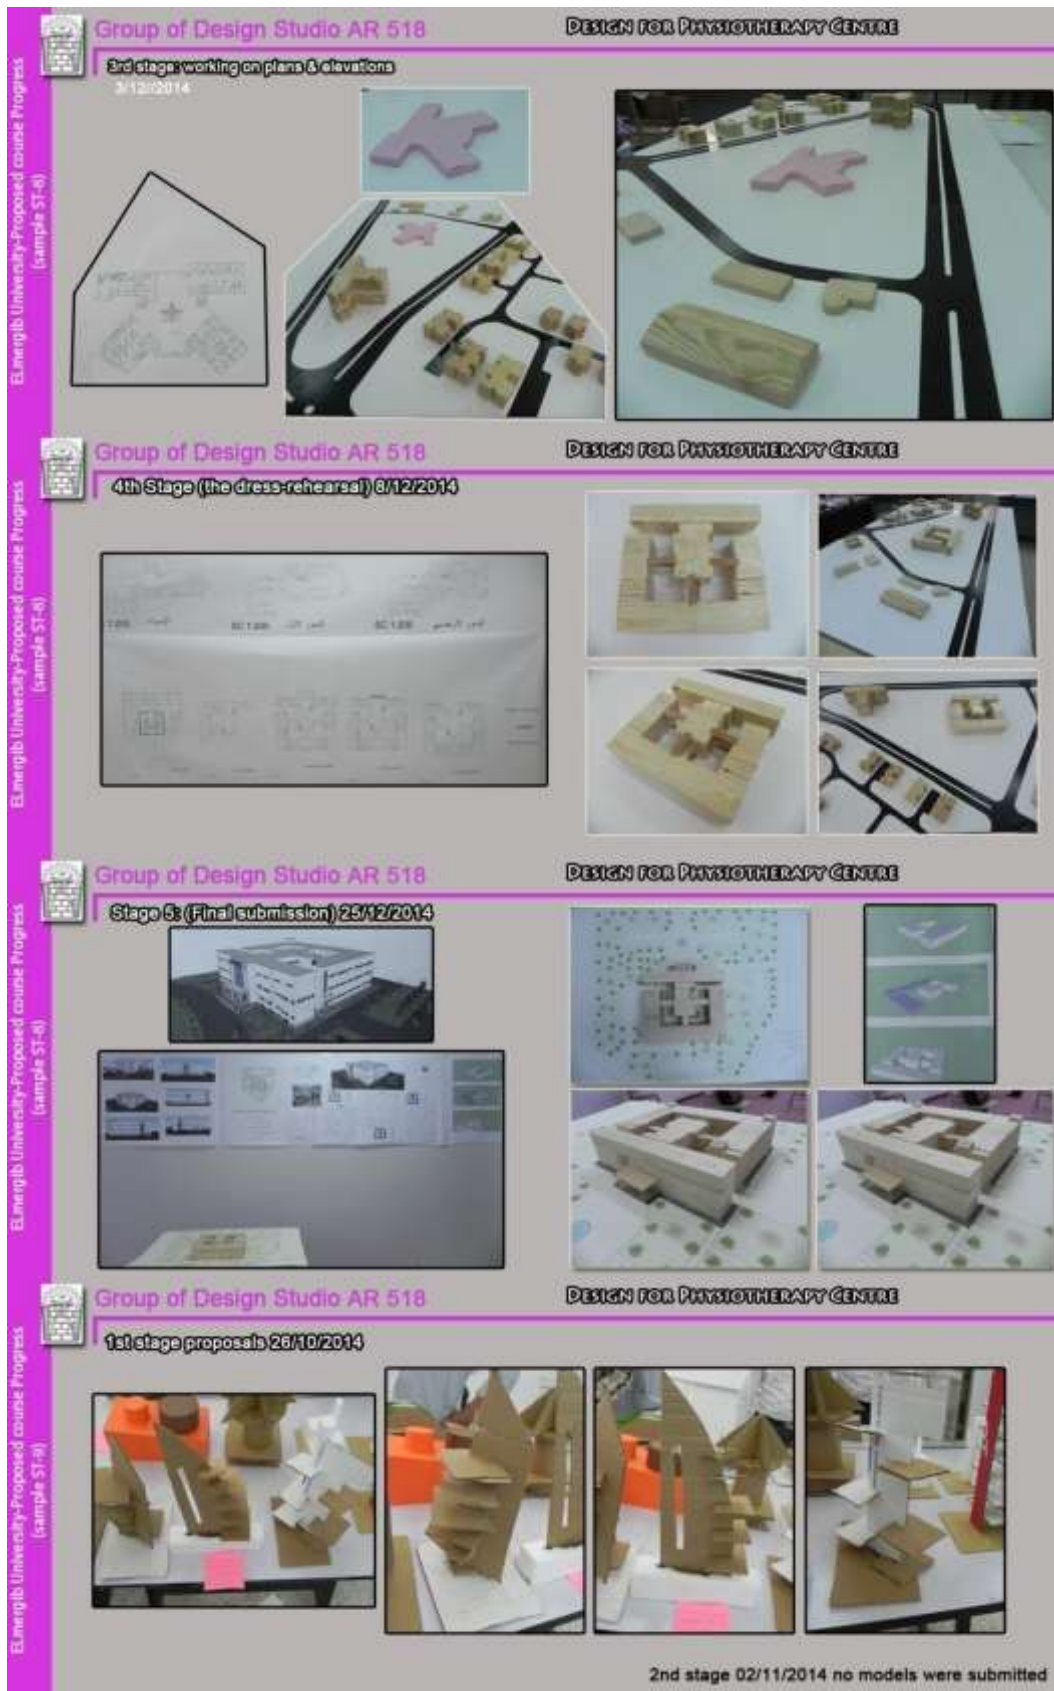 Group of Design Studio AR 518
DESIGN FOR PHYSIOTHERAPY CENTRE
3rd stage: working on plans & elevations
3/12//2014
ELmergib University-Proposed course Progress
(sample ST-8)
Group of Design Studio AR 518
DESIGN FOR PHYSIOTHERAPY CENTRE
4th Stage (the dress-rehearsal) 8/12/2014
ELmergib University-Proposed course Progress
(sample ST-8)
Group of Design Studio AR 518
DESIGN FOR PHYSIOTHERAPY CENTRE
Stage 5: (Final submission) 25/12/2014
ELmergib University-Proposed course Progress
(sample ST-8)
Group of Design Studio AR 518
DESIGN FOR PHYSIOTHERAPY CENTRE
1st stage proposals 26/10/2014
ELmergib University-Proposed course Progress
(sample ST-9)
2nd stage 02/11/2014 no models were submitted